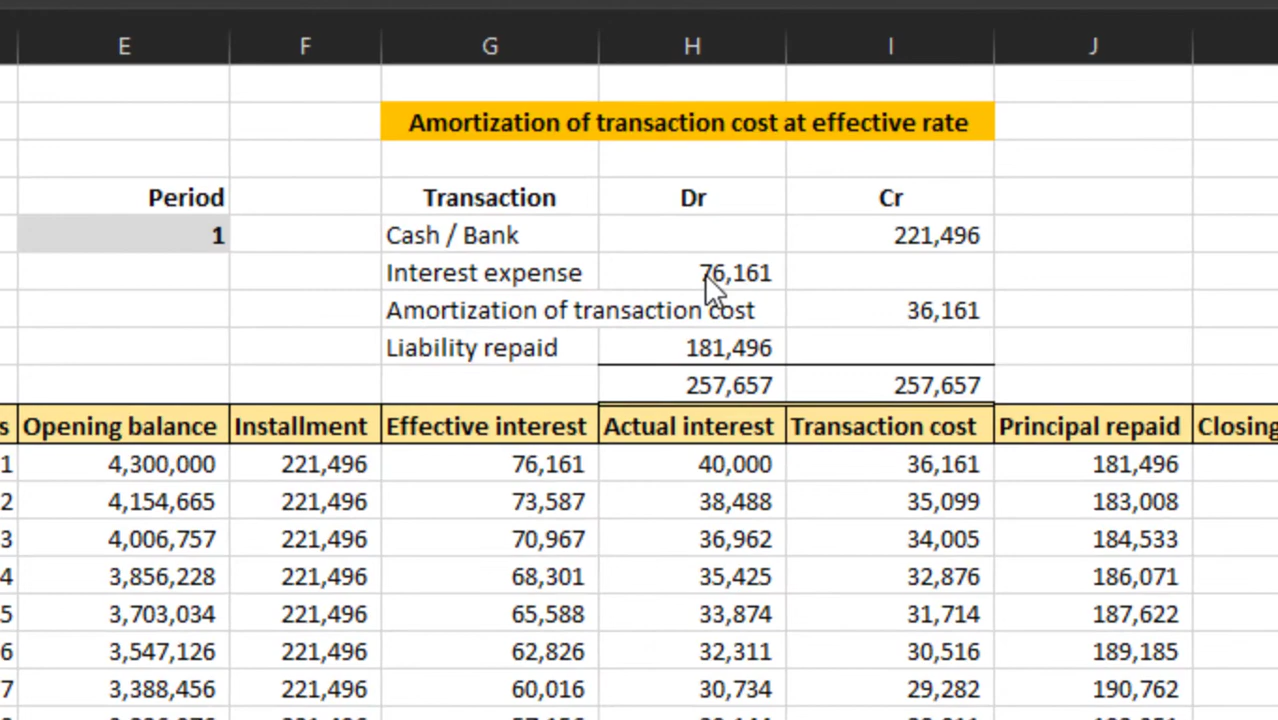 E F G H I J
Amortization of transaction cost at effective rate
Period Transaction Dr Cr
1 Cash / Bank 221,496
Interest expense 76,161
Amortization of transaction cost 36,161
Liability repaid 181,496
257,657 257,657
s Opening balance Installment Effective interest Actual interest Transaction cost Principal repaid Closing
1 4,300,000 221,496 76,161 40,000 36,161 181,496
2 4,154,665 221,496 73,587 38,488 35,099 183,008
3 4,006,757 221,496 70,967 36,962 34,005 184,533
4 3,856,228 221,496 68,301 35,425 32,876 186,071
5 3,703,034 221,496 65,588 33,874 31,714 187,622
6 3,547,126 221,496 62,826 32,311 30,516 189,185
7 3,388,456 221,496 60,016 30,734 29,282 190,762